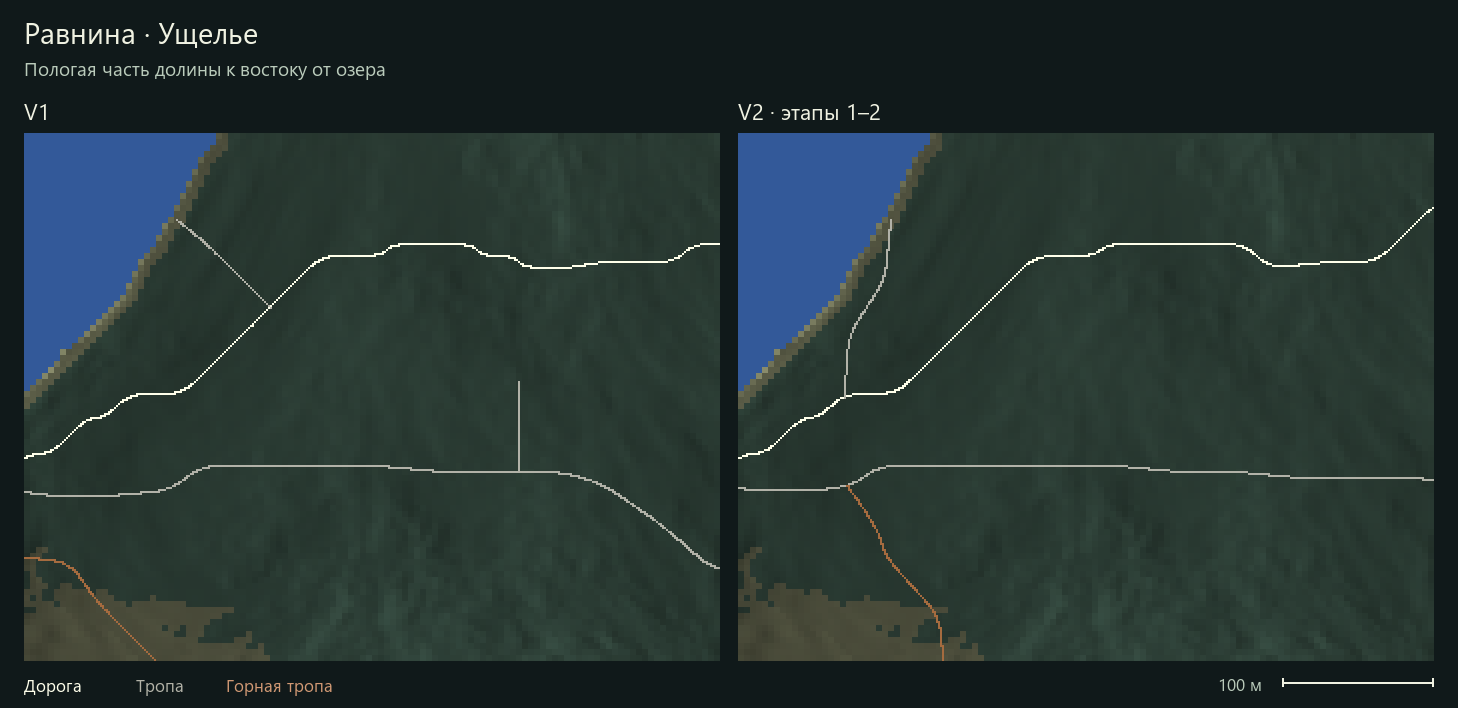 Равнина · Ущелье
Пологая часть долины к востоку от озера
V1
V2 · этапы 1–2
Дорога
Тропа
Горная тропа
100 м